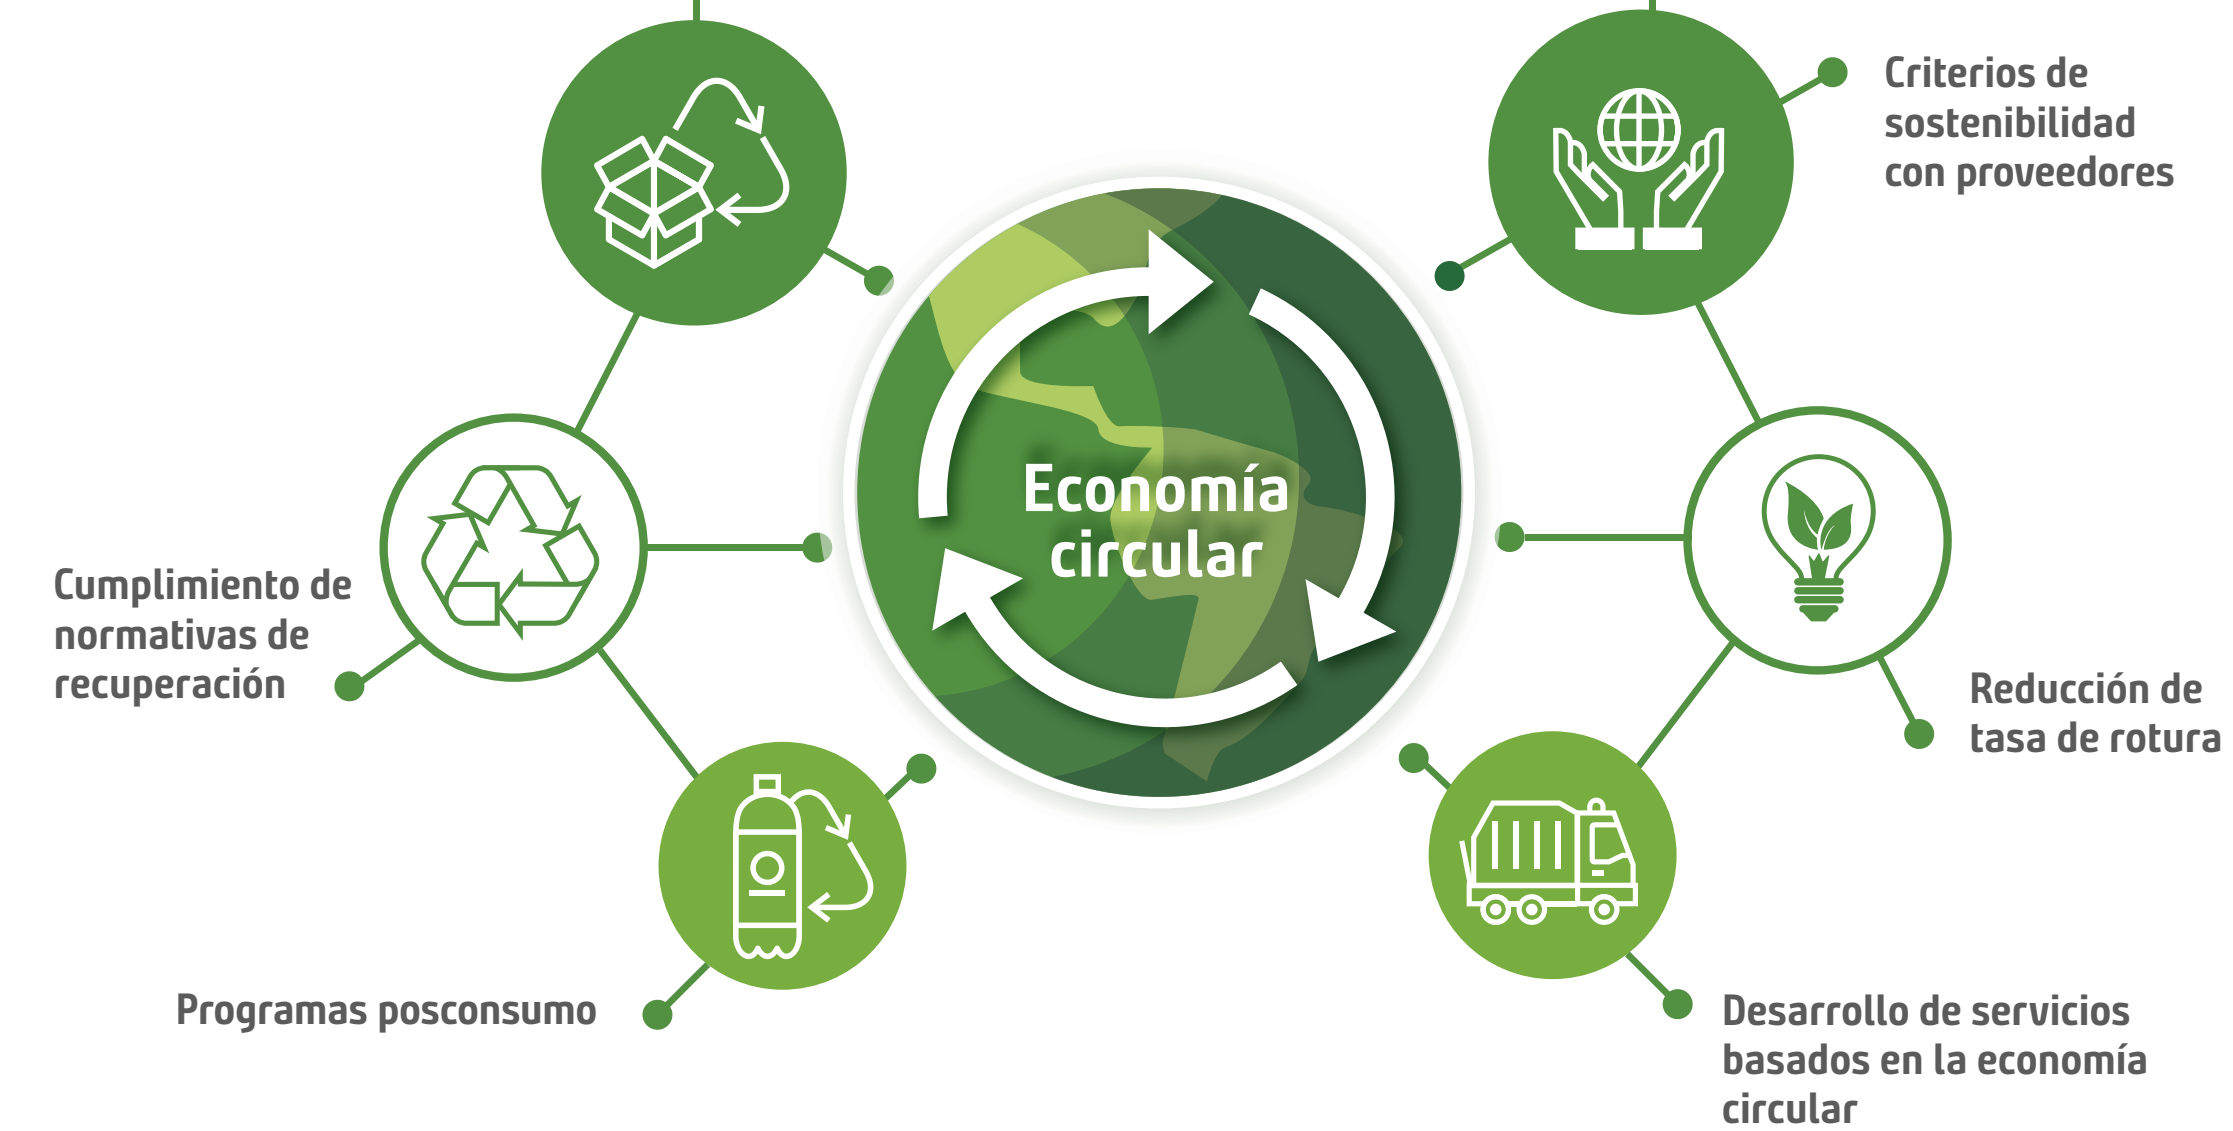 Criterios de
sostenibilidad
con proveedores
Economía
circular
Cumplimiento de
normativas de
recuperación
Reducción de
tasa de rotura
Programas posconsumo
Desarrollo de servicios
basados en la economía
circular